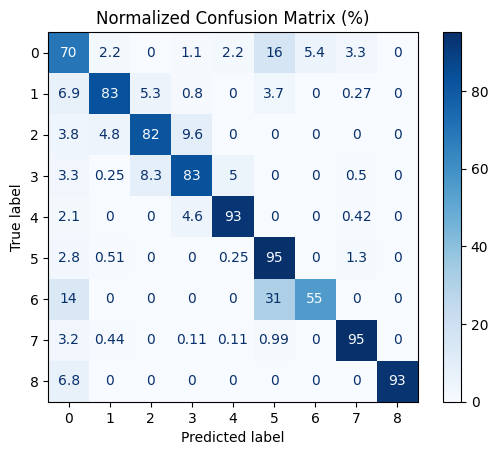 Normalized Confusion Matrix (%)
0 70 2.2 0 1.1 2.2 16 5.4 3.3 0
1 6.9 83 5.3 0.8 0 3.7 0 0.27 0
2 3.8 4.8 82 9.6 0 0 0 0 0
3 3.3 0.25 8.3 83 5 0 0 0.5 0
4 2.1 0 0 4.6 93 0 0 0.42 0
5 2.8 0.51 0 0 0.25 95 0 1.3 0
6 14 0 0 0 0 31 55 0 0
7 3.2 0.44 0 0.11 0.11 0.99 0 95 0
8 6.8 0 0 0 0 0 0 0 93
0 1 2 3 4 5 6 7 8
Predicted label
True label
80
60
40
20
0